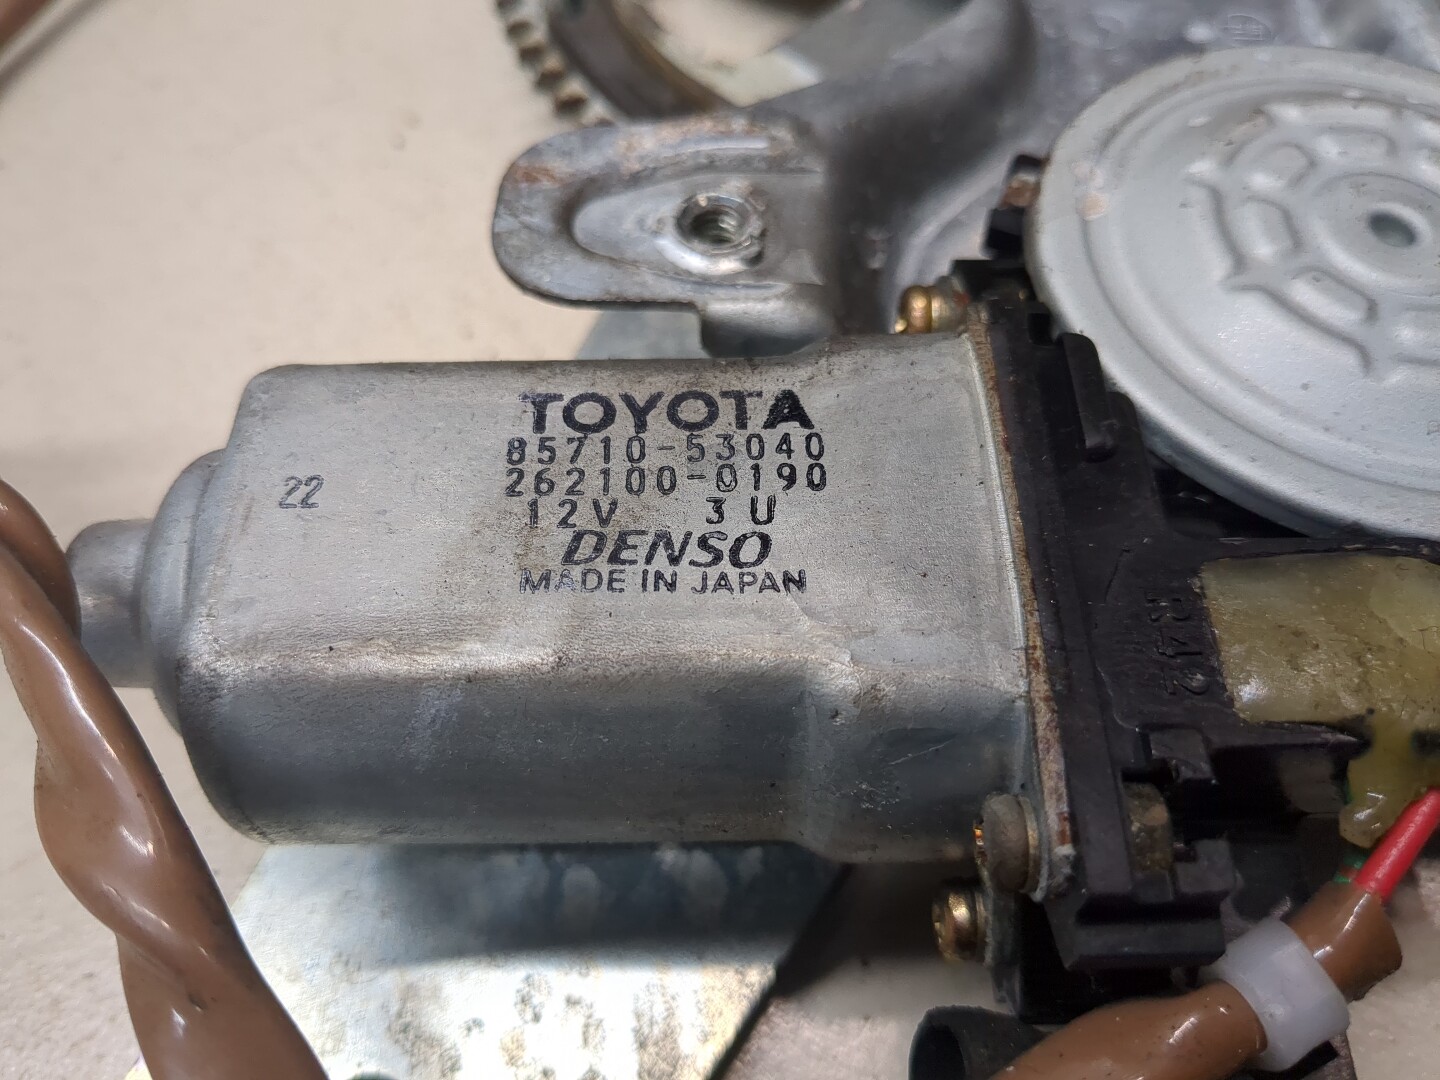 TOYOTA
85710-53040
262100-0190
12V 3U
DENSO
MADE IN JAPAN
22
R42